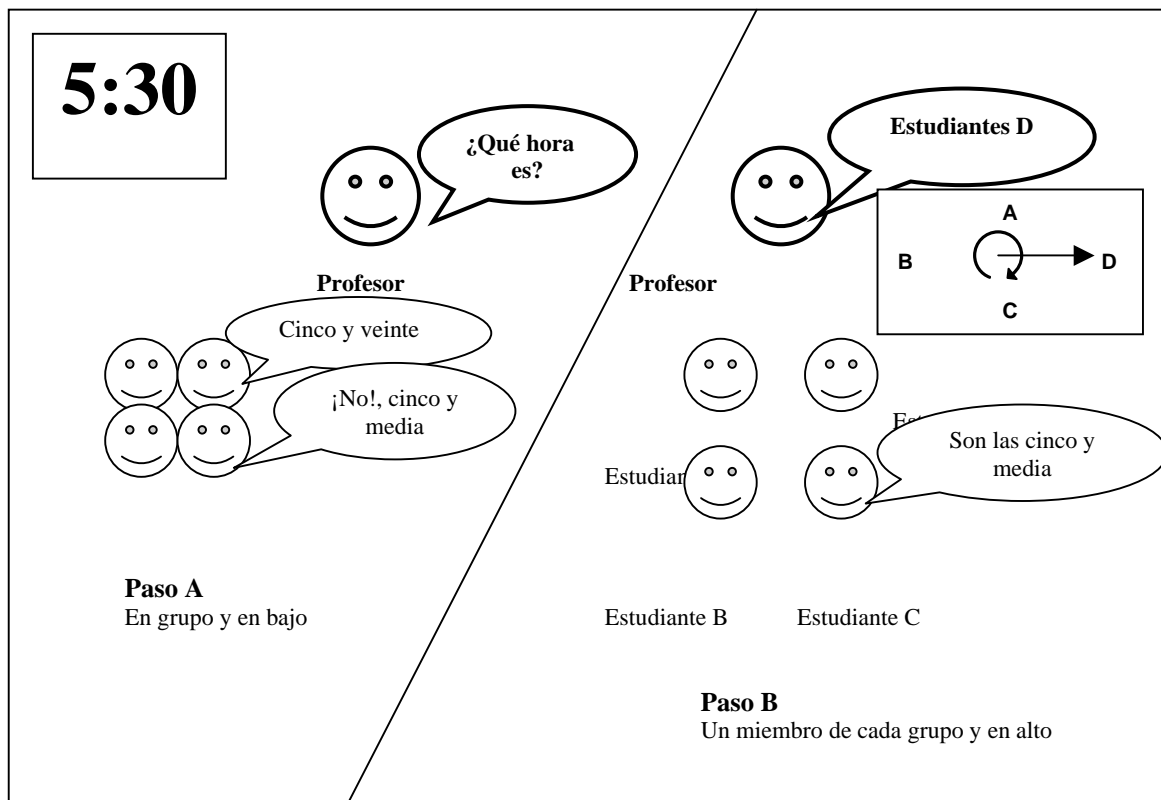 5:30
¿Qué hora
es?
Profesor
Cinco y veinte
¡No!, cinco y
media
Paso A
En grupo y en bajo
Estudiantes D
A
B
D
C
Profesor
Son las cinco y
media
Estudiante B
Estudiante C
Paso B
Un miembro de cada grupo y en alto